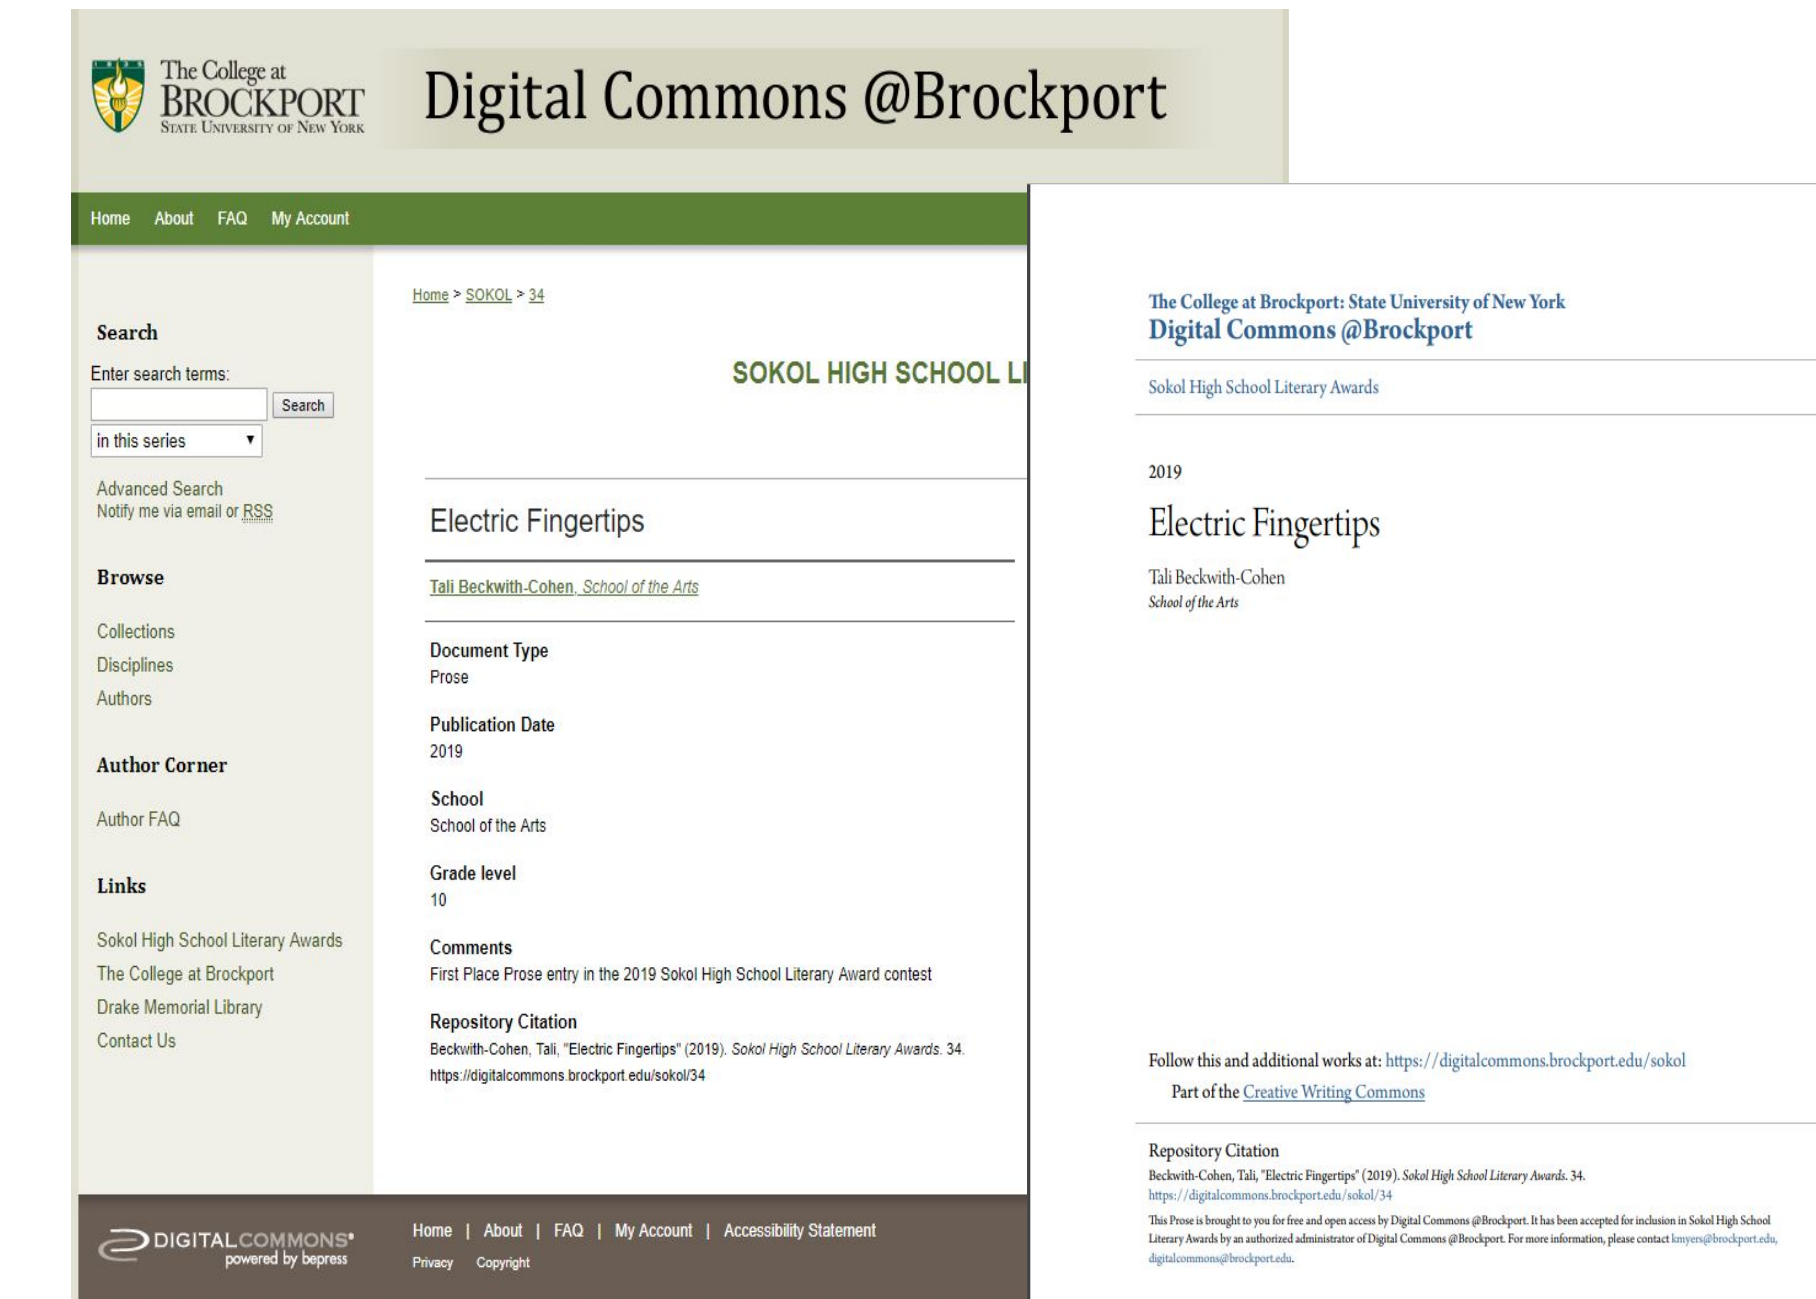 The College at
BROCKPORT
STATE UNIVERSITY OF NEW YORK
Digital Commons @Brockport
Home About FAQ My Account
Search
Enter search terms:
Search
in this series
Advanced Search
Notify me via email or RSS
Browse
Collections
Disciplines
Authors
Author Corner
Author FAQ
Links
Sokol High School Literary Awards
The College at Brockport
Drake Memorial Library
Contact Us
Home > SOKOL > 34
SOKOL HIGH SCHOOL LI
Electric Fingertips
Tali Beckwith-Cohen, School of the Arts
Document Type
Prose
Publication Date
2019
School
School of the Arts
Grade level
10
Comments
First Place Prose entry in the 2019 Sokol High School Literary Award contest
Repository Citation
Beckwith-Cohen, Tali, "Electric Fingertips" (2019). Sokol High School Literary Awards. 34.
https://digitalcommons.brockport.edu/sokol/34
DIGITALCOMMONS®
powered by bepress
Home | About | FAQ | My Account | Accessibility Statement
Privacy Copyright
The College at Brockport: State University of New York
Digital Commons @Brockport
Sokol High School Literary Awards
2019
Electric Fingertips
Tali Beckwith-Cohen
School of the Arts
Follow this and additional works at: https://digitalcommons.brockport.edu/sokol
Part of the Creative Writing Commons
Repository Citation
Beckwith-Cohen, Tali, "Electric Fingertips" (2019). Sokol High School Literary Awards. 34.
https://digitalcommons.brockport.edu/sokol/34
This Prose is brought to you for free and open access by Digital Commons @Brockport. It has been accepted for inclusion in Sokol High School
Literary Awards by an authorized administrator of Digital Commons @Brockport. For more information, please contact kmyers@brockport.edu,
digitalcommons@brockport.edu.